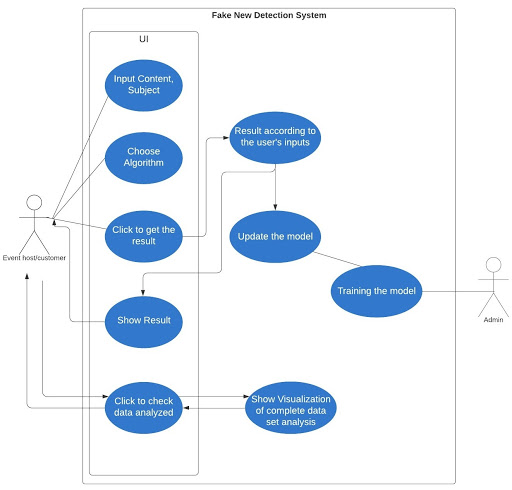 Fake New Detection System
UI
Input Content,
Subject
Choose
Algorithm
Click to get the
result
Show Result
Click to check
data analyzed
Result according to
the user's inputs
Update the model
Training the model
Show Visualization
of complete data
set analysis
Event host/customer
Admin